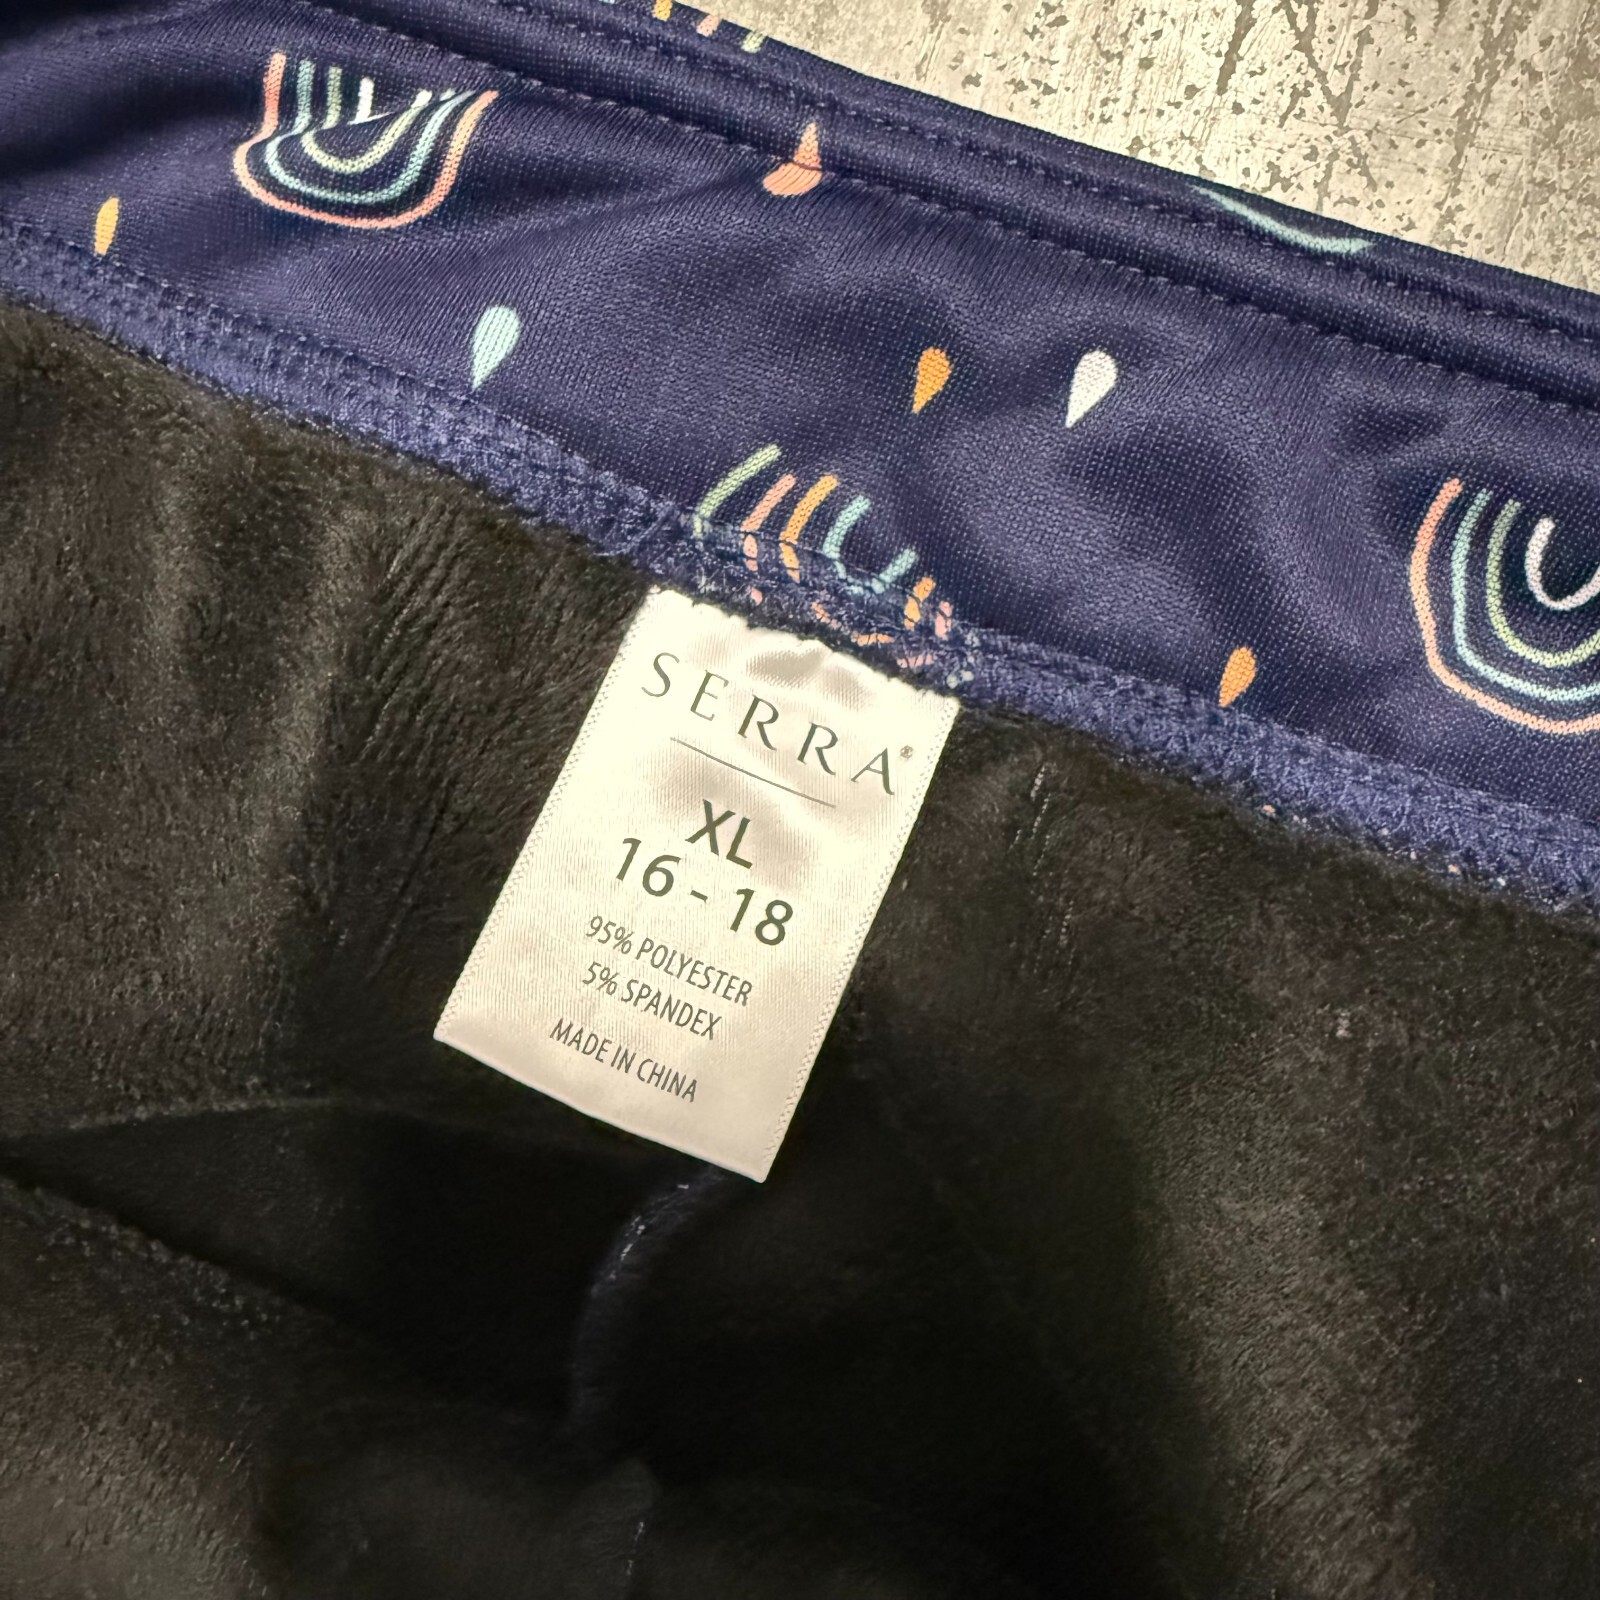 SERRA®
XL
16 - 18
95% POLYESTER
5% SPANDEX
MADE IN CHINA